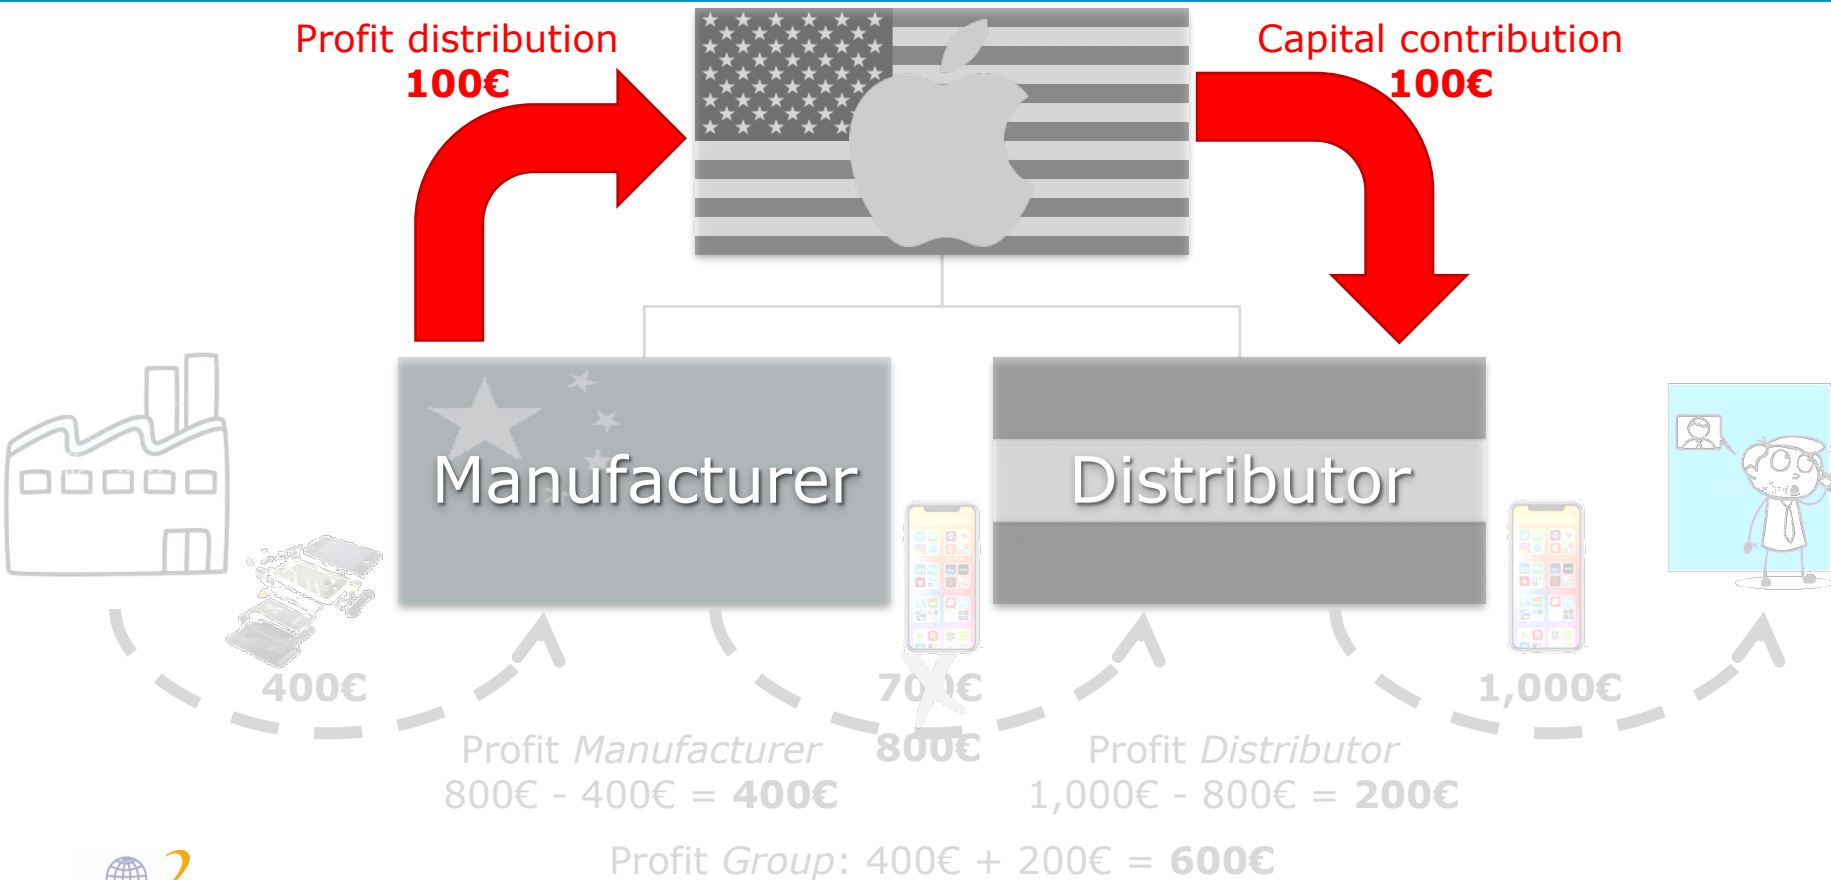 Profit distribution
100€
Capital contribution
100€
Manufacturer
Distributor
400€
700€
800€
1,000€
Profit Manufacturer
800€ - 400€ = 400€
Profit Distributor
1,000€ - 800€ = 200€
Profit Group: 400€ + 200€ = 600€